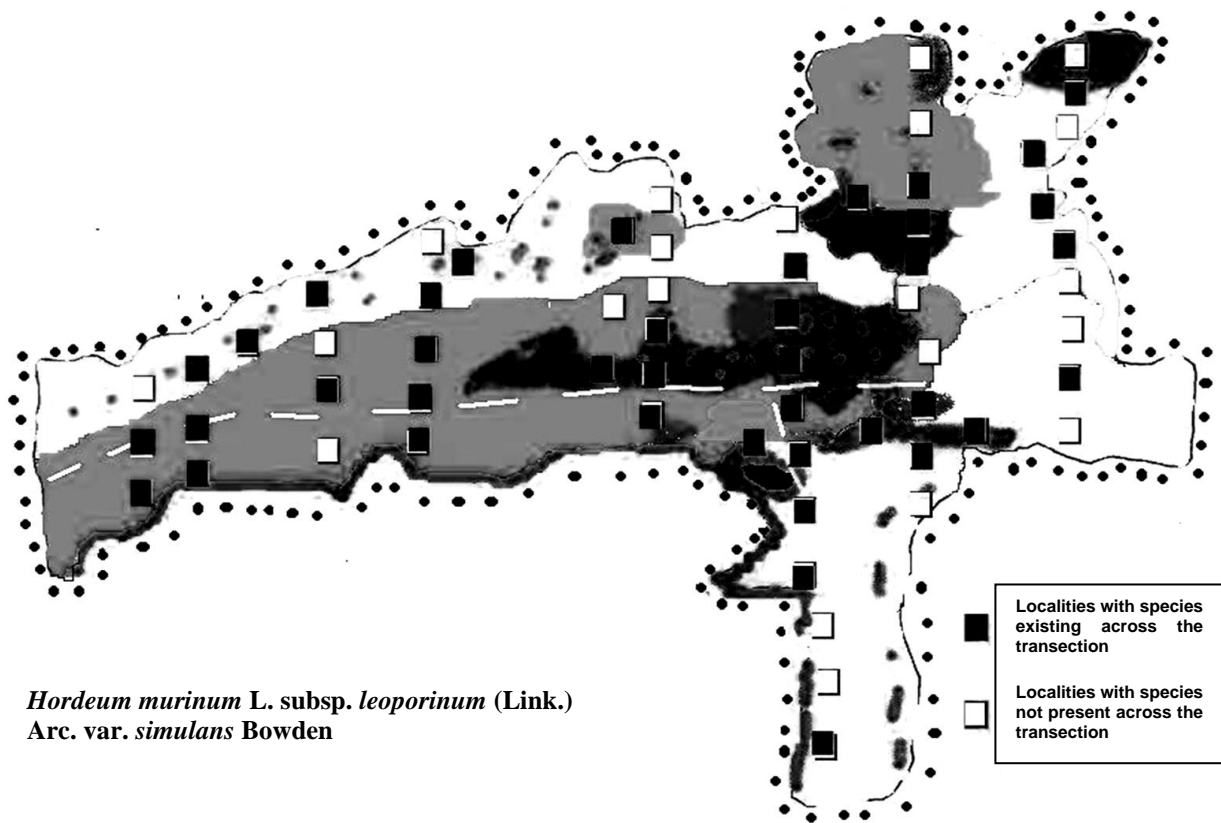 Localities with species
existing across the
transection
Localities with species
not present across the
transection
Hordeum murinum L. subsp. leoporinum (Link.)
Arc. var. simulans Bowden